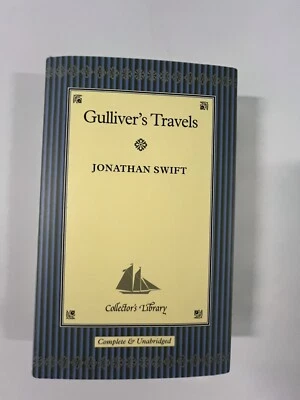 Gulliver's Travels
JONATHAN SWIFT
Collector's Library
Complete & Unabridged